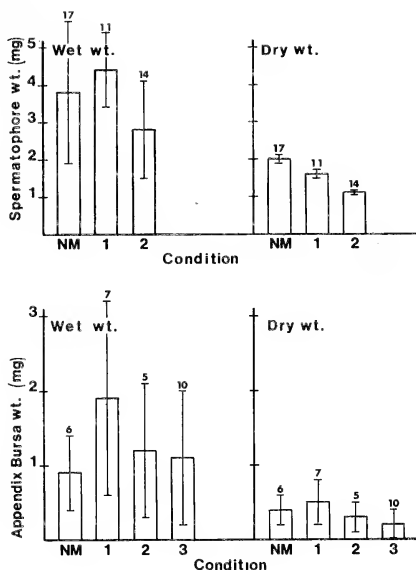 17
Wet wt.
11
14
Dry wt.
17
11
14
Spermatophore wt. (mg)
5
4
3
2
1
NM 1 2 NM 1 2
Condition
7
Wet wt.
Dry wt.
6
5
10
6
7
5
10
Appendix Bursa wt. (mg)
3
2
1
NM 1 2 3 NM 1 2 3
Condition